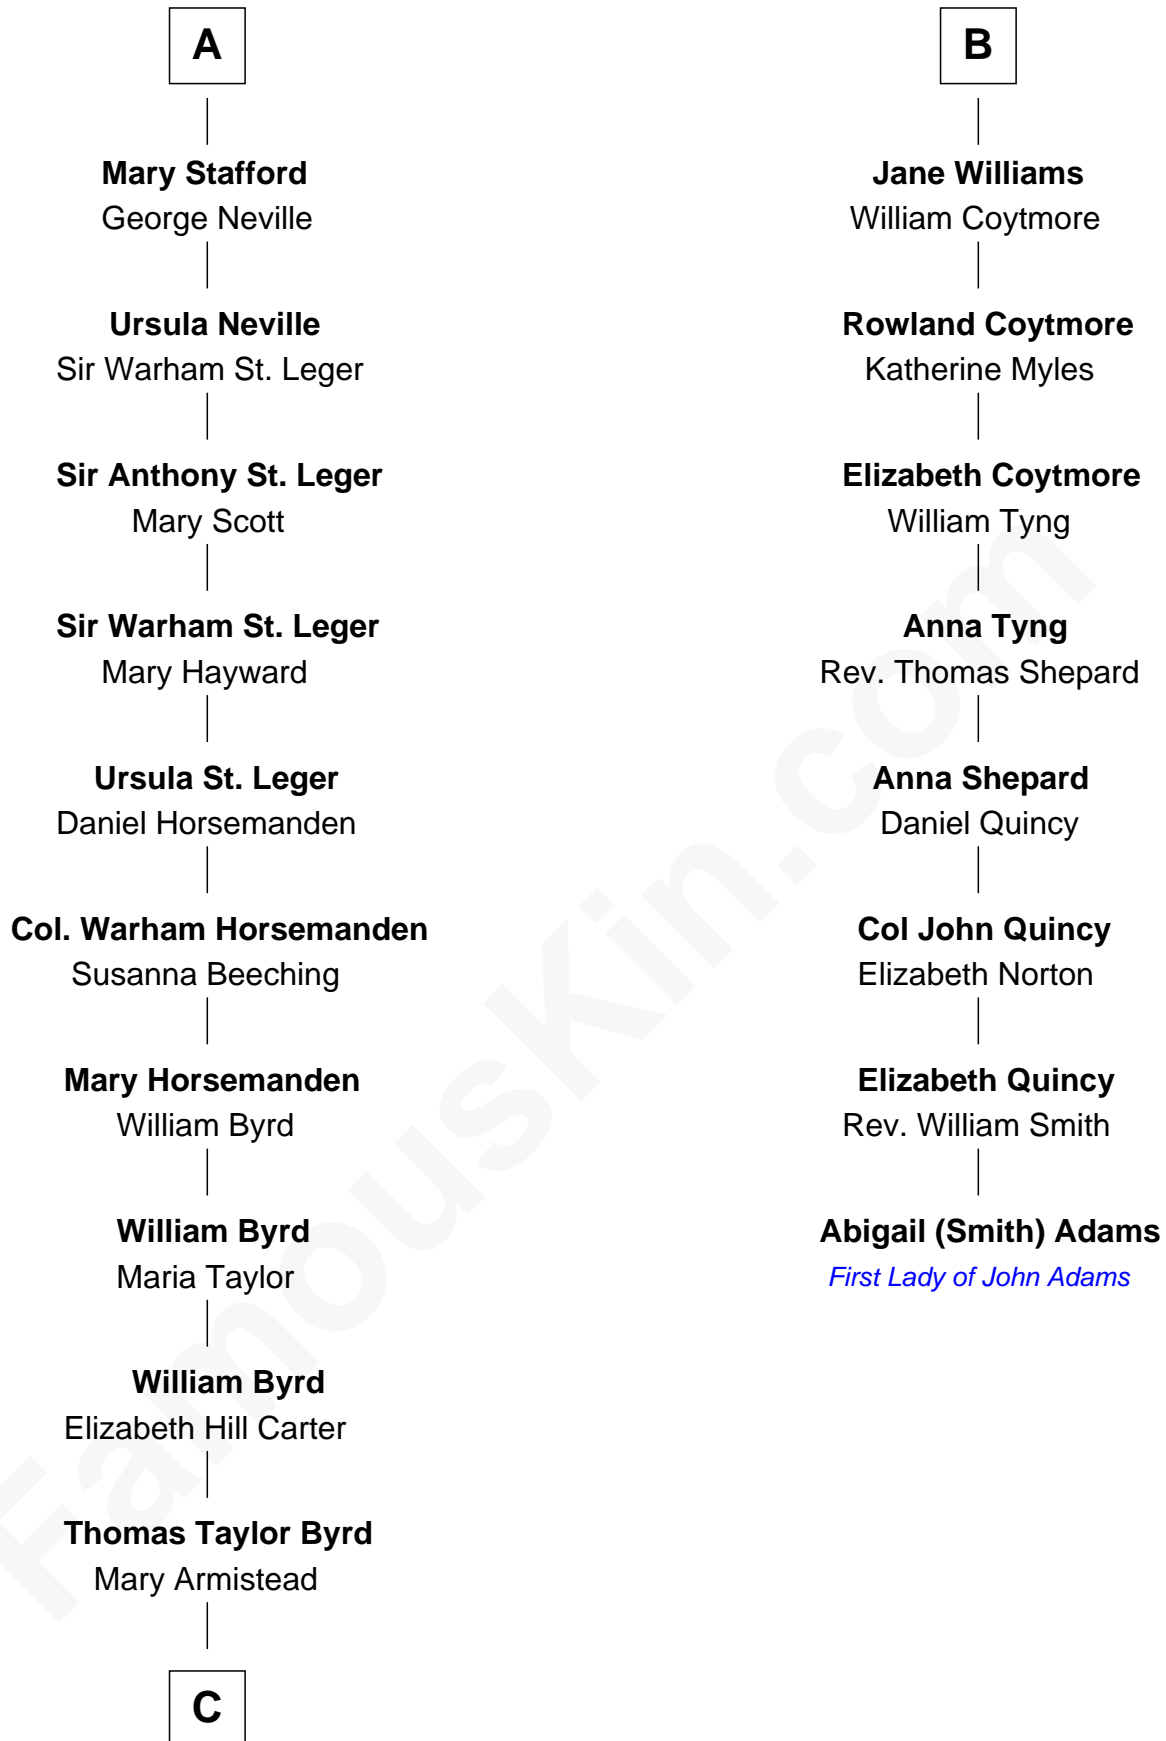 A
Mary Stafford
George Neville
Ursula Neville
Sir Warham St. Leger
Sir Anthony St. Leger
Mary Scott
Sir Warham St. Leger
Mary Hayward
Ursula St. Leger
Daniel Horsemanden
Col. Warham Horsemanden
Susanna Beeching
Mary Horsemanden
William Byrd
William Byrd
Maria Taylor
William Byrd
Elizabeth Hill Carter
Thomas Taylor Byrd
Mary Armistead
C
B
Jane Williams
William Coytmore
Rowland Coytmore
Katherine Myles
Elizabeth Coytmore
William Tyng
Anna Tyng
Rev. Thomas Shepard
Anna Shepard
Daniel Quincy
Col John Quincy
Elizabeth Norton
Elizabeth Quincy
Rev. William Smith
Abigail (Smith) Adams
First Lady of John Adams
FamousKin.com